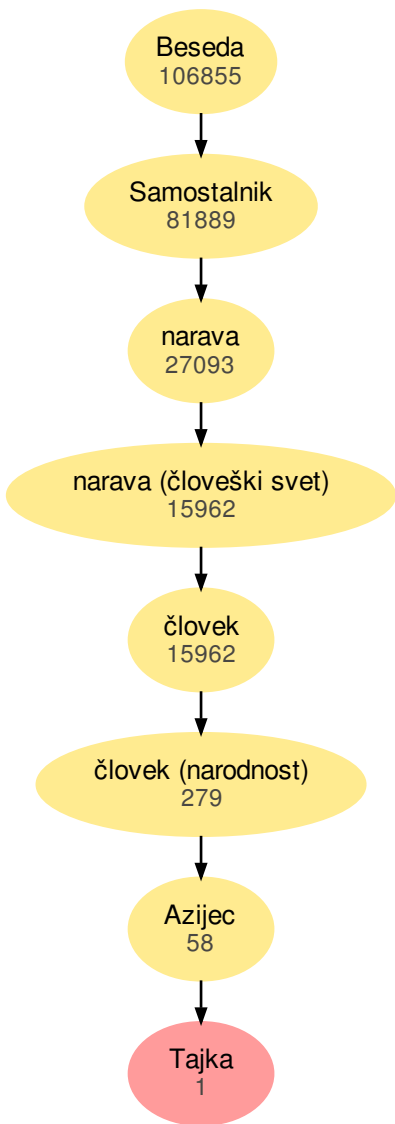 Beseda
106855
Samostalnik
81889
narava
27093
narava (človeški svet)
15962
človek
15962
človek (narodnost)
279
Azijec
58
Tajka
1